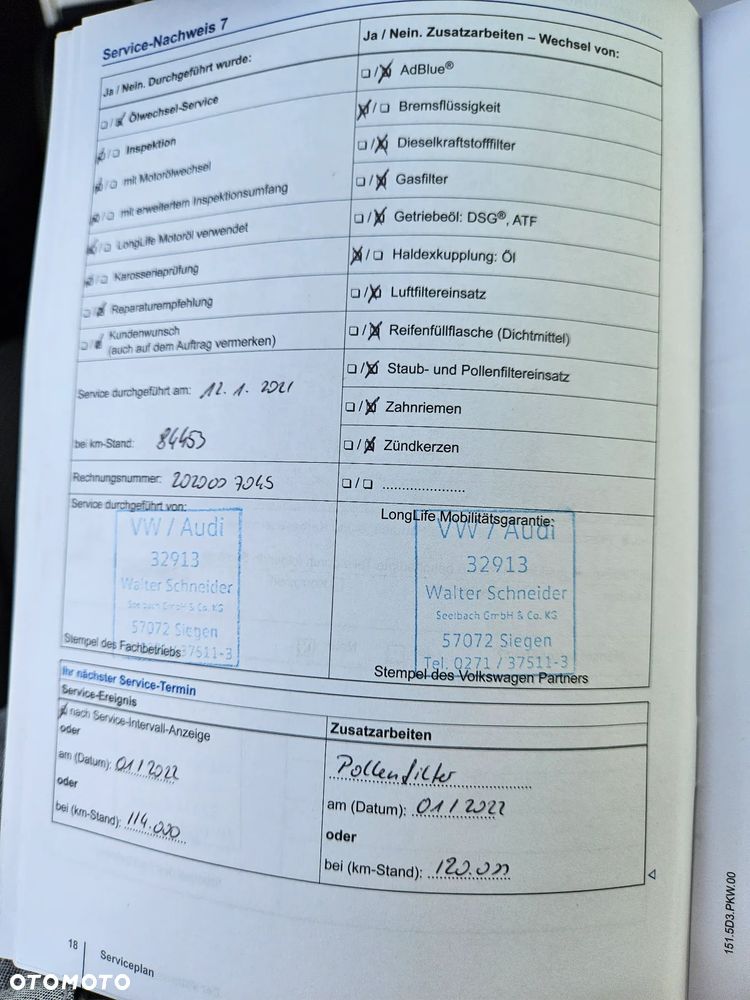 Service-Nachweis 7
Ja / Nein. Durchgeführt wurde:
Ölwechsel-Service
Inspektion
mit Motorölwechsel
mit erweitertem Inspektionsumfang
LongLife Motoröl verwendet
Karosserieprüfung
Reparaturempfehlung
Kundenwunsch
(auch auf dem Auftrag vermerken)
Service durchgeführt am: 12.1.2021
bei km-Stand: 84453
Rechnungsnummer: 202000 7045
Service durchgeführt von:
VW / Audi
32913
Walter Schneider
Seelbach GmbH & Co. KG
57072 Siegen
37511-3
Stempel des Fachbetriebs
Ja / Nein. Zusatzarbeiten – Wechsel von:
AdBlue®
Bremsflüssigkeit
Dieselkraftstofffilter
Gasfilter
Getriebeöl: DSG®, ATF
Haldexkupplung: Öl
Luftfiltereinsatz
Reifenfüllflasche (Dichtmittel)
Staub- und Pollenfiltereinsatz
Zahnriemen
Zündkerzen
/ ......................
LongLife Mobilitätsgarantie:
VW / Audi
32913
Walter Schneider
Seelbach GmbH & Co. KG
57072 Siegen
Tel. 0271 / 37511-3
Stempel des Volkswagen Partners
Ihr nächster Service-Termin
Service-Ereignis
nach Service-Intervall-Anzeige
oder
am (Datum): 01/2022
oder
bei (km-Stand): 114.000
Zusatzarbeiten
Pollenfilter
am (Datum): 01/2022
oder
bei (km-Stand): 120.000
18
Serviceplan
151.5D3.PKW.00
OTOMOTO